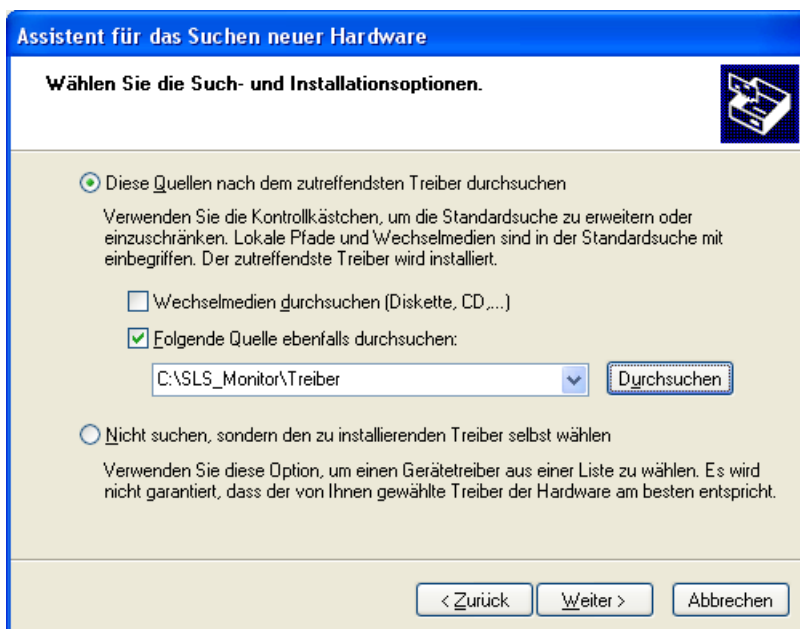 Assistent für das Suchen neuer Hardware
Wählen Sie die Such- und Installationsoptionen.
Diese Quellen nach dem zutreffendsten Treiber durchsuchen
Verwenden Sie die Kontrollkästchen, um die Standardsuche zu erweitern oder
einzuschränken. Lokale Pfade und Wechselmedien sind in der Standardsuche mit
einbegriffen. Der zutreffendste Treiber wird installiert.
Wechselmedien durchsuchen (Diskette, CD,...)
Folgende Quelle ebenfalls durchsuchen:
C:\SLS_Monitor\Treiber
Durchsuchen
Nicht suchen, sondern den zu installierenden Treiber selbst wählen
Verwenden Sie diese Option, um einen Gerätetreiber aus einer Liste zu wählen. Es wird
nicht garantiert, dass der von Ihnen gewählte Treiber der Hardware am besten entspricht.
< Zurück
Weiter >
Abbrechen